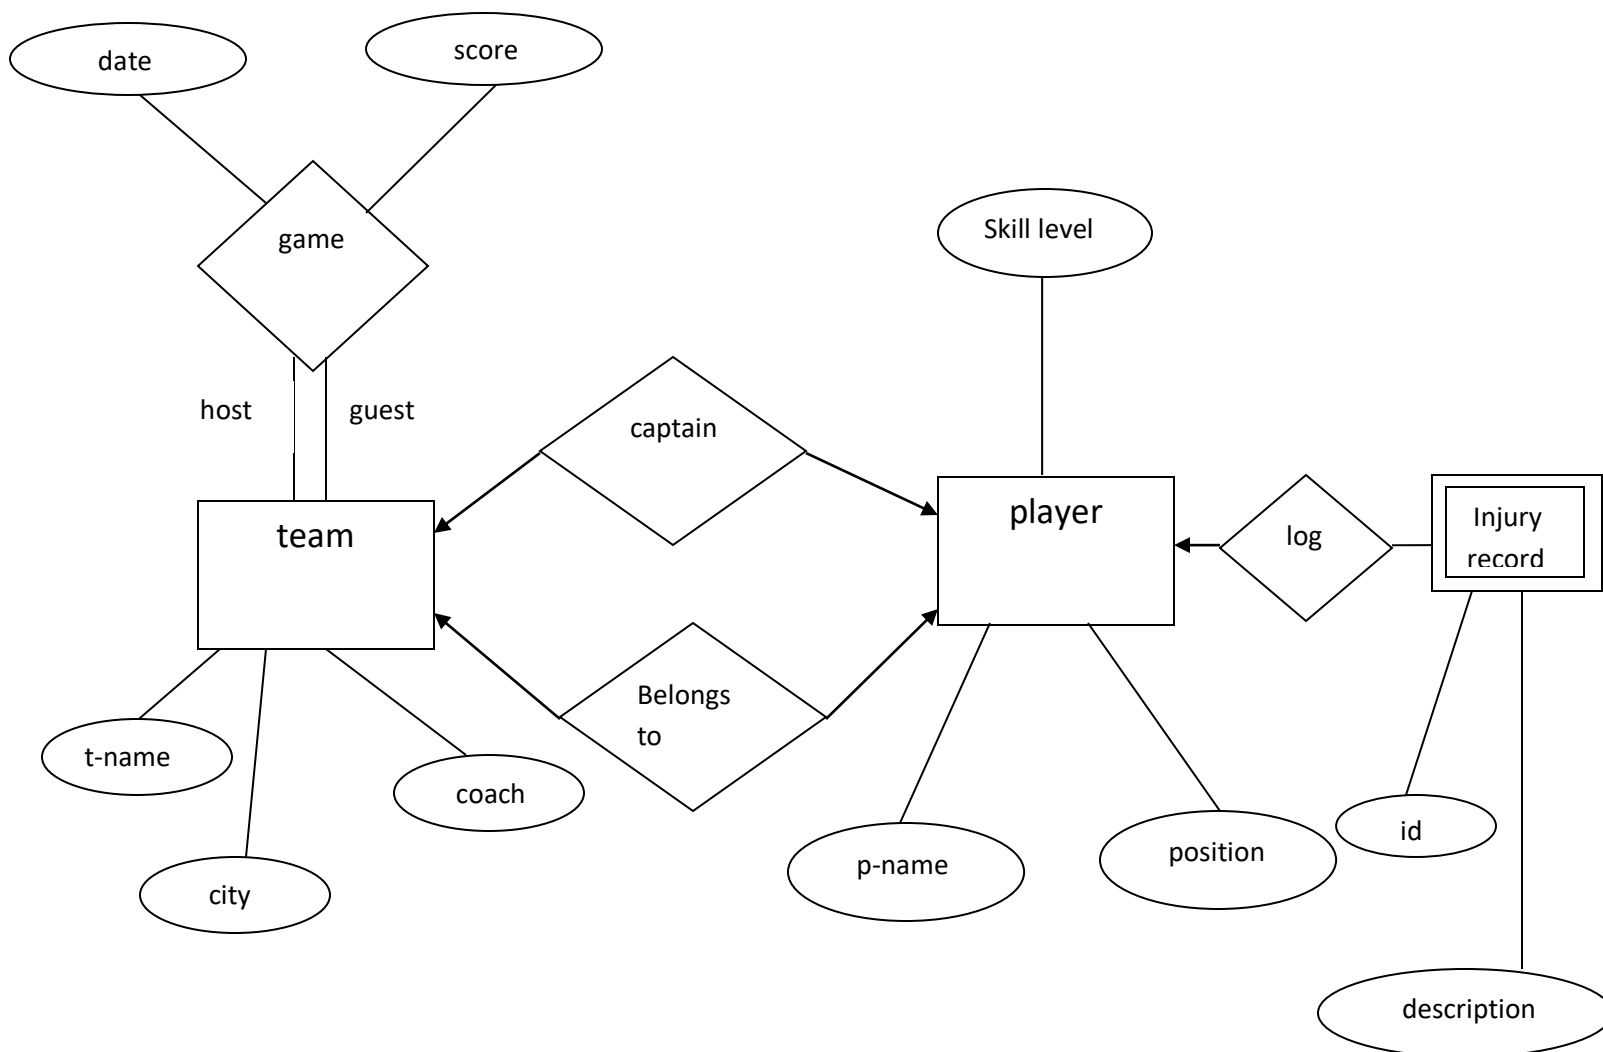 date
score
game
Skill level
host
guest
captain
team
player
Injury
record
log
Belongs
to
t-name
coach
city
p-name
position
id
description